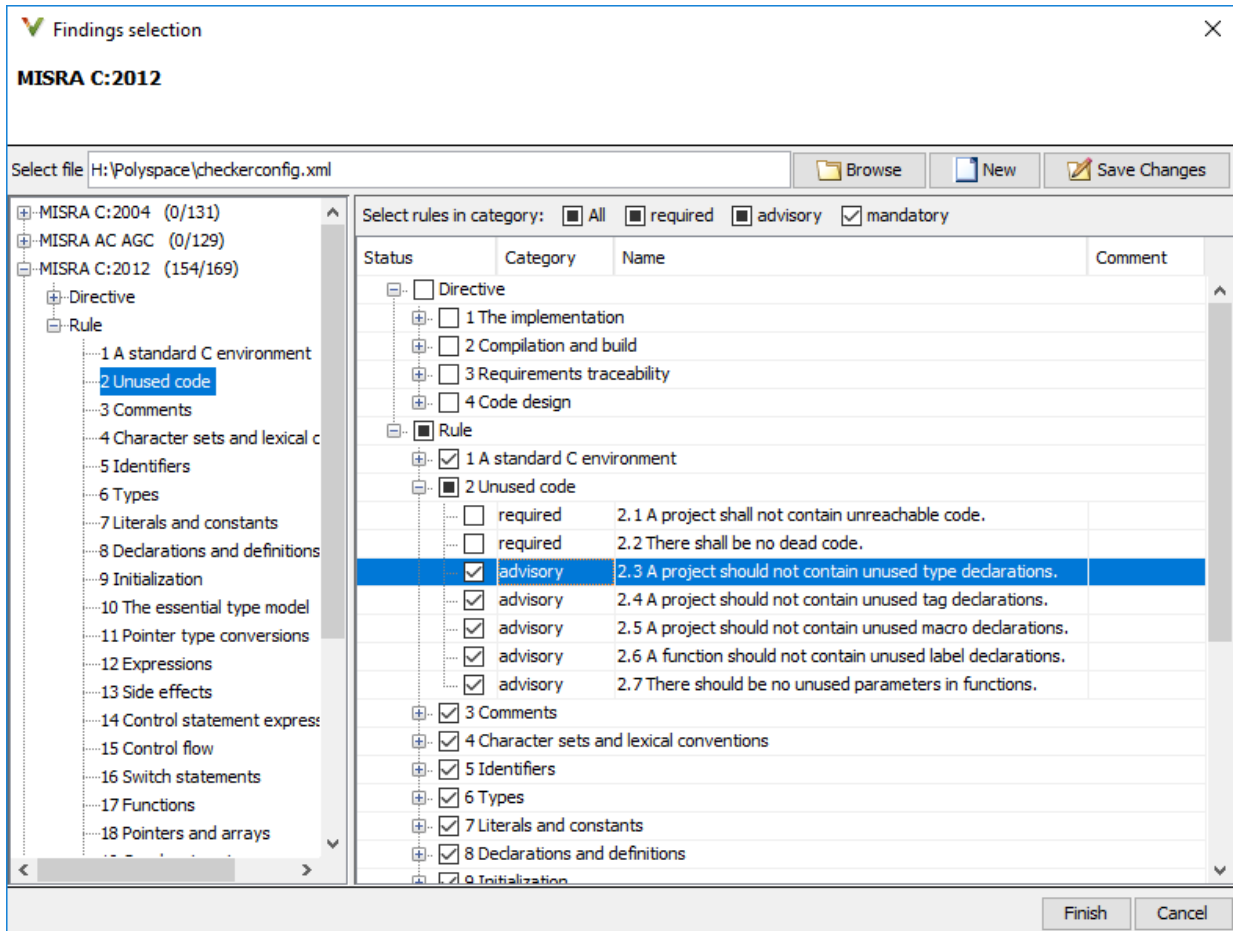 Findings selection
MISRA C:2012
Select file H:\Polyspace\checkerconfig.xml Browse New Save Changes
MISRA C:2004 (0/131)
MISRA AC AGC (0/129)
MISRA C:2012 (154/169)
Directive
Rule
1 A standard C environment
2 Unused code
3 Comments
4 Character sets and lexical c
5 Identifiers
6 Types
7 Literals and constants
8 Declarations and definitions
9 Initialization
10 The essential type model
11 Pointer type conversions
12 Expressions
13 Side effects
14 Control statement express
15 Control flow
16 Switch statements
17 Functions
18 Pointers and arrays
Select rules in category: All required advisory mandatory
Status Category Name Comment
Directive
1 The implementation
2 Compilation and build
3 Requirements traceability
4 Code design
Rule
1 A standard C environment
2 Unused code
required 2.1 A project shall not contain unreachable code.
required 2.2 There shall be no dead code.
advisory 2.3 A project should not contain unused type declarations.
advisory 2.4 A project should not contain unused tag declarations.
advisory 2.5 A project should not contain unused macro declarations.
advisory 2.6 A function should not contain unused label declarations.
advisory 2.7 There should be no unused parameters in functions.
3 Comments
4 Character sets and lexical conventions
5 Identifiers
6 Types
7 Literals and constants
8 Declarations and definitions
9 Initialization
Finish Cancel